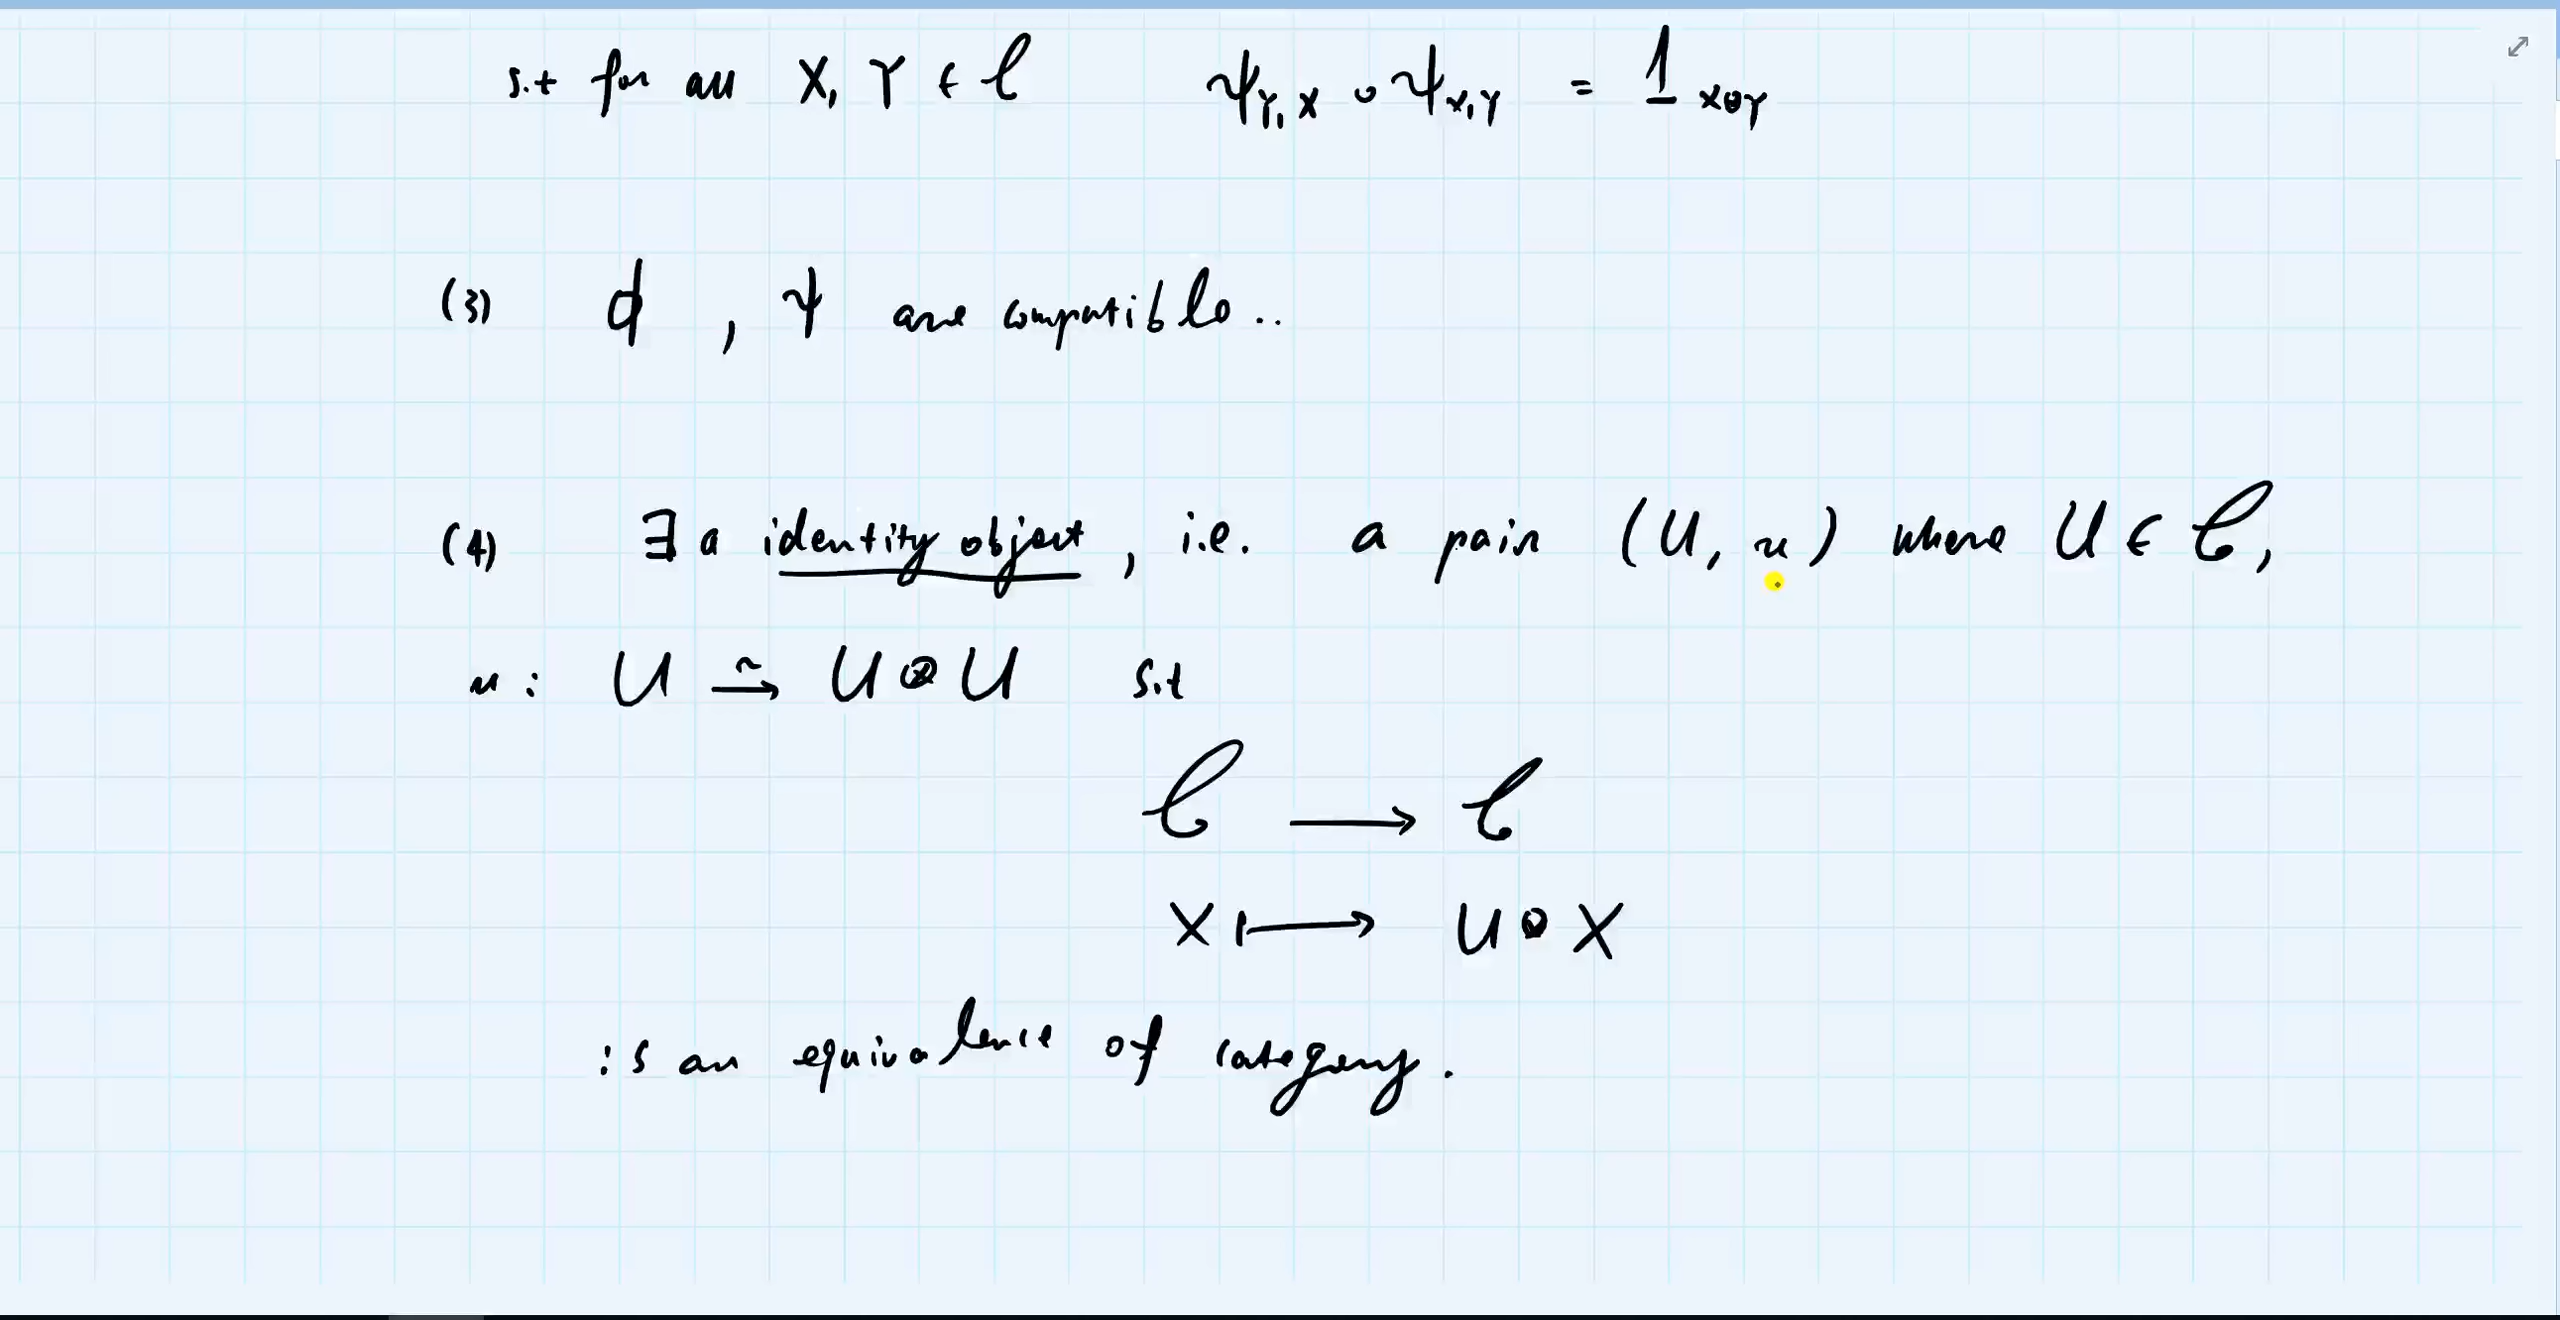 s.t for all X, Y ∈ 𝒞 ψ_{Y,X} ∘ ψ_{X,Y} = 1_{X⊗Y}
(3) ϕ , ψ are compatible..
(4) ∃ a identity object, i.e. a pair (U, u) where U ∈ 𝒞,
u : U ⥲ U ⊗ U s.t
𝒞 ⟶ 𝒞
X ⟼ U ⊗ X
is an equivalence of category.